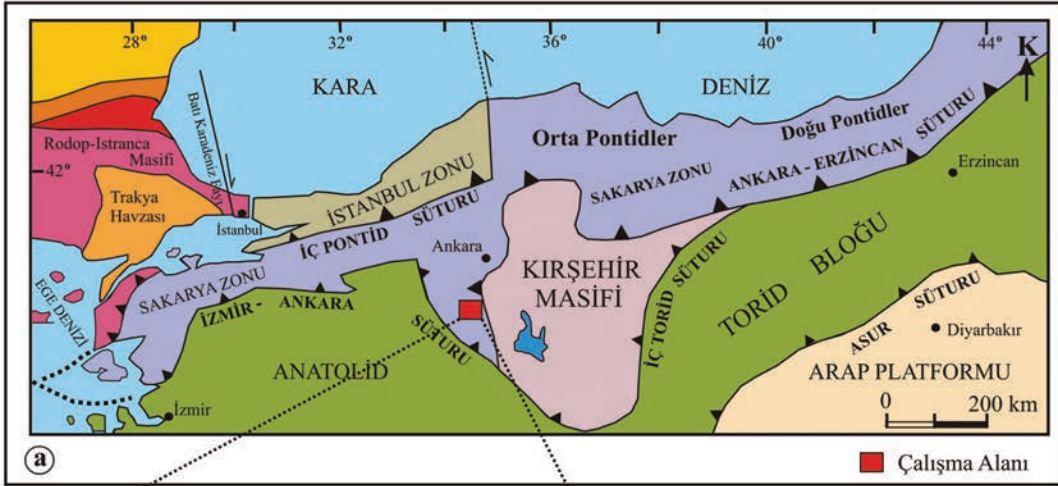 28°
32°
36°
40°
44°
K
KARA
DENİZ
Batı Karadeniz Fayı
Orta Pontidler
Doğu Pontidler
Rodop-Istranca
Masifi
42°
Trakya
Havzası
İstanbul
İSTANBUL ZONU
İÇ PONTİD SÜTURU
SAKARYA ZONU
ANKARA - ERZİNCAN SÜTURU
Erzincan
Ankara
EGE DENİZİ
SAKARYA ZONU
İZMİR - ANKARA SÜTURU
KIRŞEHİR
MASİFİ
İÇ TORİD SÜTURU
TORİD BLOĞU
ASUR SÜTURU
Diyarbakır
ANATOLİD
ARAP PLATFORMU
İzmir
0 200 km
a
Çalışma Alanı